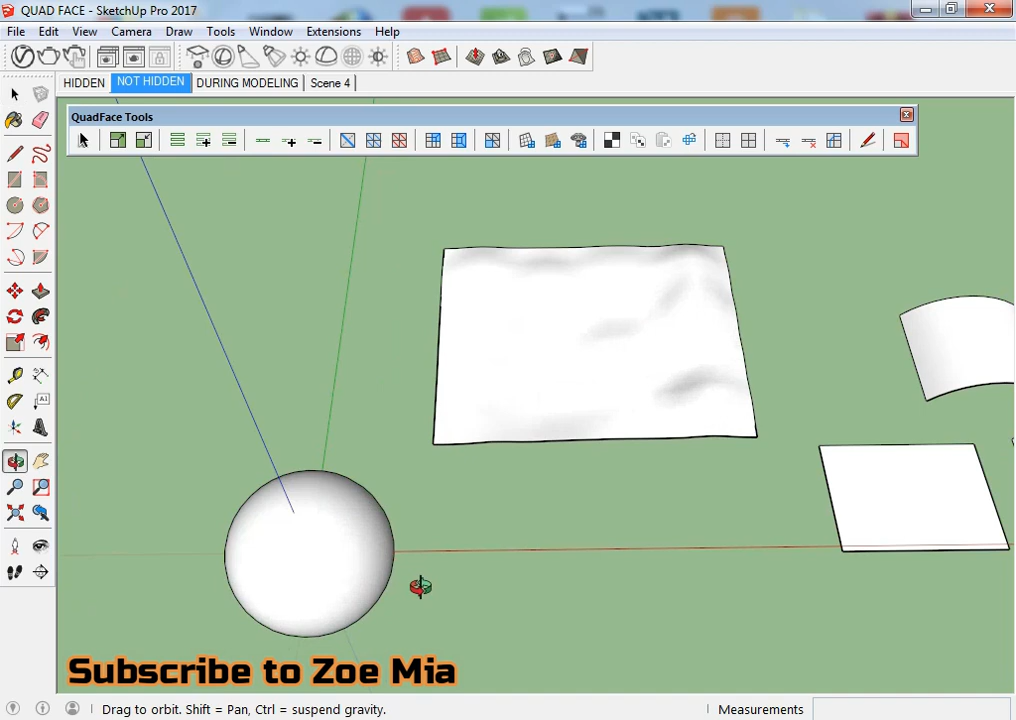 QUAD FACE - SketchUp Pro 2017
File Edit View Camera Draw Tools Window Extensions Help
HIDDEN NOT HIDDEN DURING MODELING Scene 4
QuadFace Tools
Subscribe to Zoe Mia
Drag to orbit. Shift = Pan, Ctrl = suspend gravity. Measurements